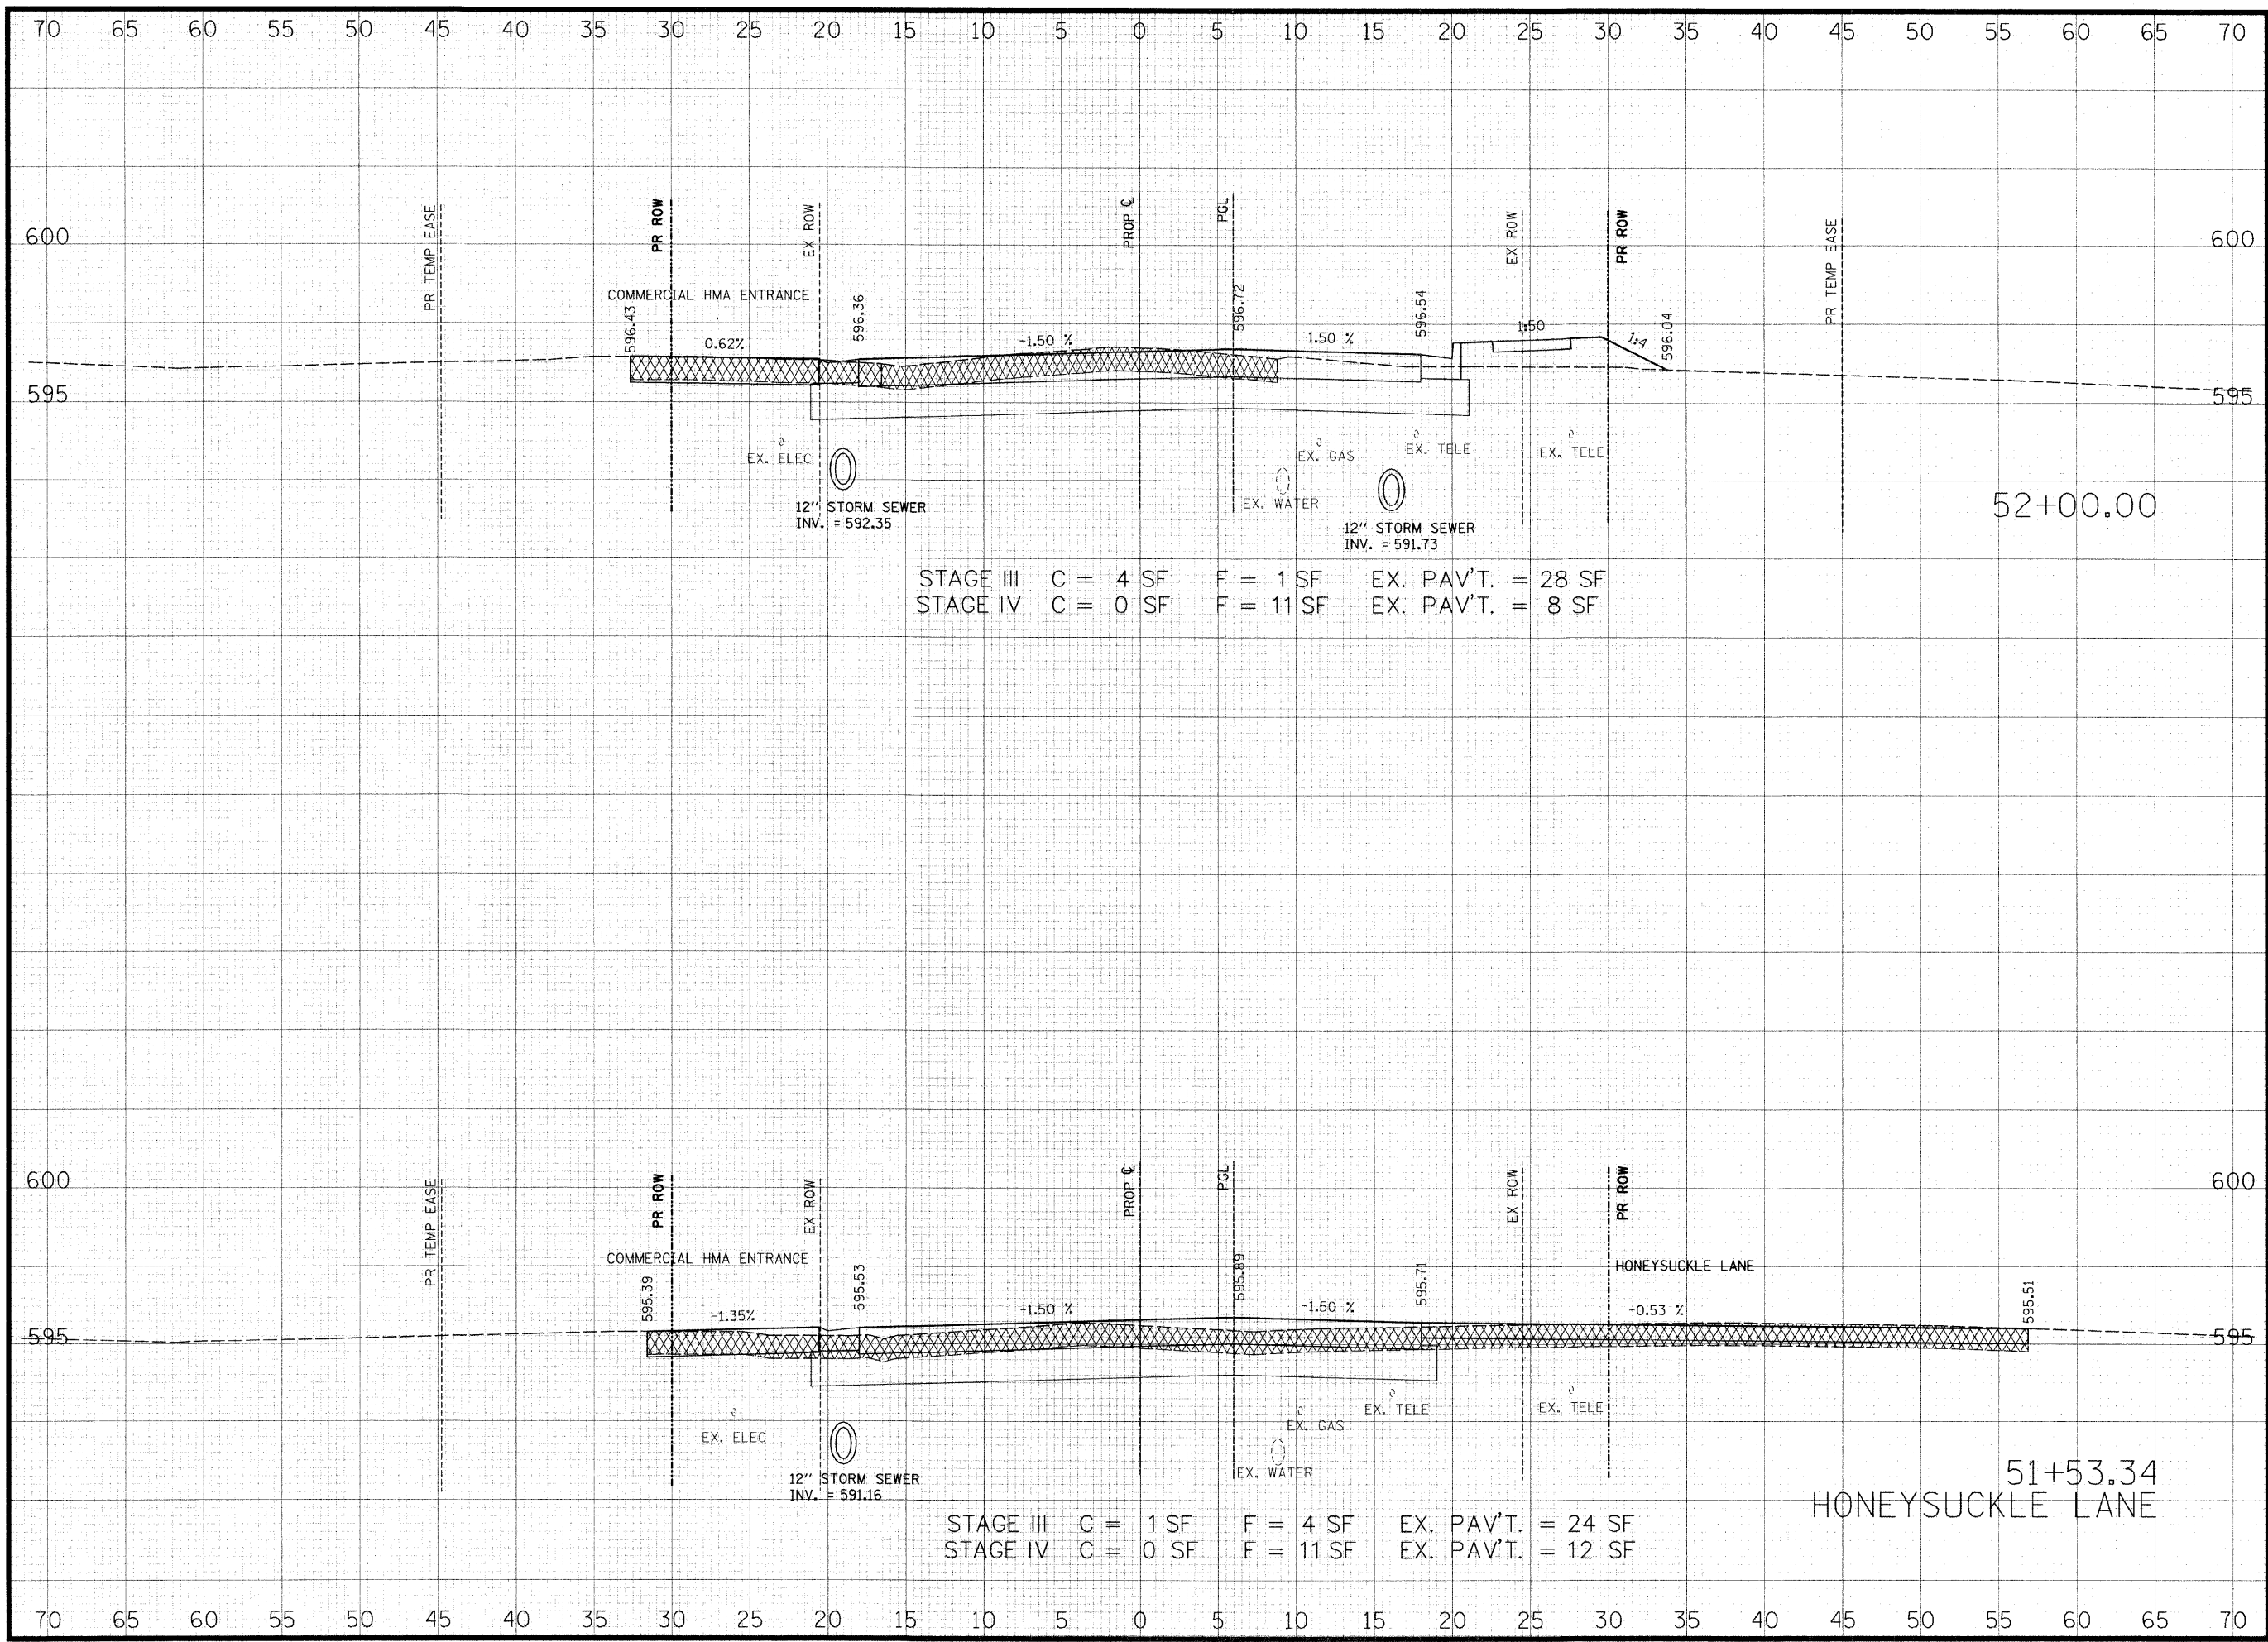 70 65 60 55 50 45 40 35 30 25 20 15 10 5 0 5 10 15 20 25 30 35 40 45 50 55 60 65 70
PR TEMP EASE
PR ROW
EX ROW
PROP ℄
PGL
EX ROW
PR ROW
PR TEMP EASE
600
600
COMMERCIAL HMA ENTRANCE
596.43
596.36
596.72
596.54
596.04
0.62%
-1.50 %
-1.50 %
1:50
1:4
595
595
EX. ELEC
EX. GAS
EX. TELE
EX. TELE
EX. WATER
12" STORM SEWER
INV. = 592.35
12" STORM SEWER
INV. = 591.73
52+00.00
STAGE III C = 4 SF F = 1 SF EX. PAV'T. = 28 SF
STAGE IV C = 0 SF F = 11 SF EX. PAV'T. = 8 SF
PR TEMP EASE
PR ROW
EX ROW
PROP ℄
PGL
EX ROW
PR ROW
600
600
COMMERCIAL HMA ENTRANCE
HONEYSUCKLE LANE
595.39
595.53
595.89
595.71
595.51
-1.35%
-1.50 %
-1.50 %
-0.53 %
595
595
EX. ELEC
EX. GAS
EX. TELE
EX. TELE
EX. WATER
12" STORM SEWER
INV. = 591.16
51+53.34
HONEYSUCKLE LANE
STAGE III C = 1 SF F = 4 SF EX. PAV'T. = 24 SF
STAGE IV C = 0 SF F = 11 SF EX. PAV'T. = 12 SF
70 65 60 55 50 45 40 35 30 25 20 15 10 5 0 5 10 15 20 25 30 35 40 45 50 55 60 65 70